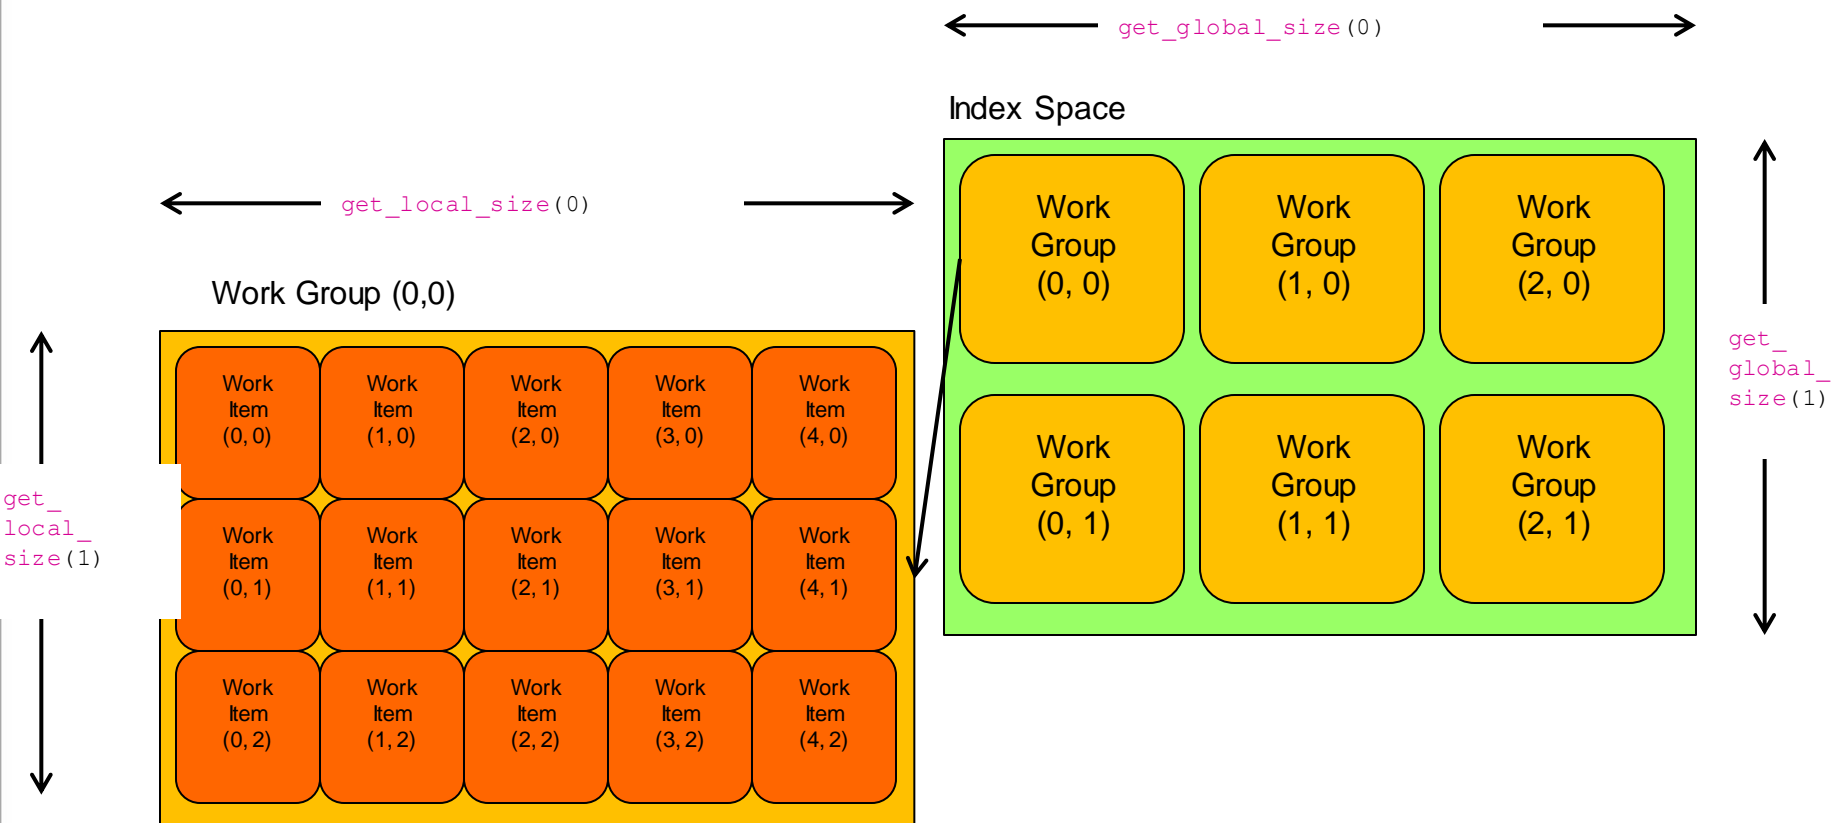 get_global_size(0)
Index Space
get_local_size(0)
Work Group (0,0)
Work
Group
(0, 0)
Work
Group
(1, 0)
Work
Group
(2, 0)
get_
global_
size(1)
Work
Group
(0, 1)
Work
Group
(1, 1)
Work
Group
(2, 1)
get_
local_
size(1)
Work
Item
(0, 0)
Work
Item
(1, 0)
Work
Item
(2, 0)
Work
Item
(3, 0)
Work
Item
(4, 0)
Work
Item
(0, 1)
Work
Item
(1, 1)
Work
Item
(2, 1)
Work
Item
(3, 1)
Work
Item
(4, 1)
Work
Item
(0, 2)
Work
Item
(1, 2)
Work
Item
(2, 2)
Work
Item
(3, 2)
Work
Item
(4, 2)